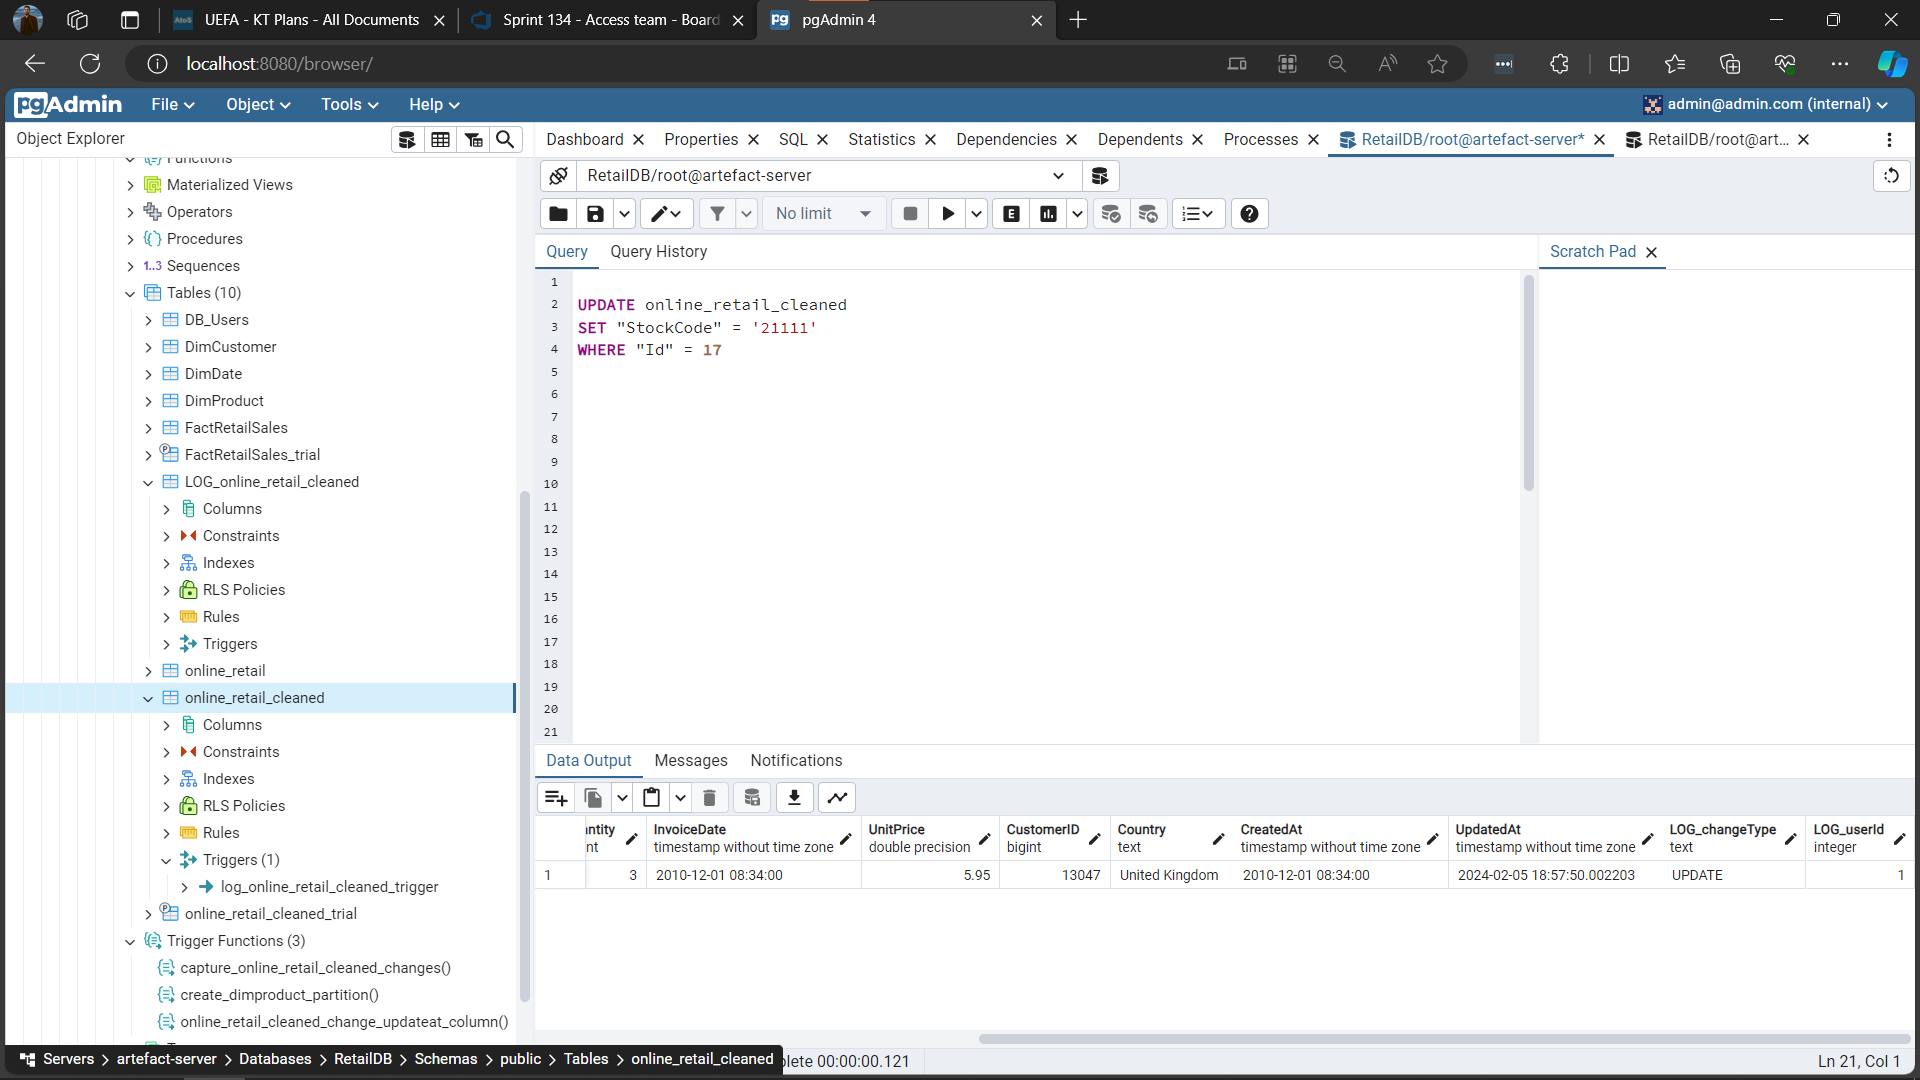 UEFA - KT Plans - All Documents
Sprint 134 - Access team - Board
pgAdmin 4
localhost:8080/browser/
pgAdmin
File
Object
Tools
Help
admin@admin.com (internal)
Object Explorer
Dashboard
Properties
SQL
Statistics
Dependencies
Dependents
Processes
RetailDB/root@artefact-server*
RetailDB/root@art...
RetailDB/root@artefact-server
No limit
Query
Query History
Scratch Pad
Functions
Materialized Views
Operators
Procedures
1..3 Sequences
Tables (10)
DB_Users
DimCustomer
DimDate
DimProduct
FactRetailSales
FactRetailSales_trial
LOG_online_retail_cleaned
Columns
Constraints
Indexes
RLS Policies
Rules
Triggers
online_retail
online_retail_cleaned
Columns
Constraints
Indexes
RLS Policies
Rules
Triggers (1)
log_online_retail_cleaned_trigger
online_retail_cleaned_trial
Trigger Functions (3)
capture_online_retail_cleaned_changes()
create_dimproduct_partition()
online_retail_cleaned_change_updateat_column()
1
2 UPDATE online_retail_cleaned
3 SET "StockCode" = '21111'
4 WHERE "Id" = 17
5
6
7
8
9
10
11
12
13
14
15
16
17
18
19
20
21
Data Output
Messages
Notifications
ntity InvoiceDate UnitPrice CustomerID Country CreatedAt UpdatedAt LOG_changeType LOG_userId
nt timestamp without time zone double precision bigint text timestamp without time zone timestamp without time zone text integer
1 3 2010-12-01 08:34:00 5.95 13047 United Kingdom 2010-12-01 08:34:00 2024-02-05 18:57:50.002203 UPDATE 1
Servers > artefact-server > Databases > RetailDB > Schemas > public > Tables > online_retail_cleaned
plete 00:00:00.121
Ln 21, Col 1